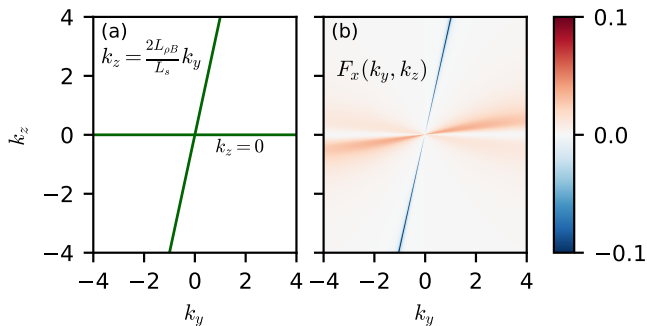 (a)
k_z = \frac{2L_{\rho B}}{L_s} k_y
k_z = 0
4
2
0
−2
−4
k_z
−4 −2 0 2 4
k_y
(b)
F_x(k_y, k_z)
−4 −2 0 2 4
k_y
0.1
0.0
−0.1